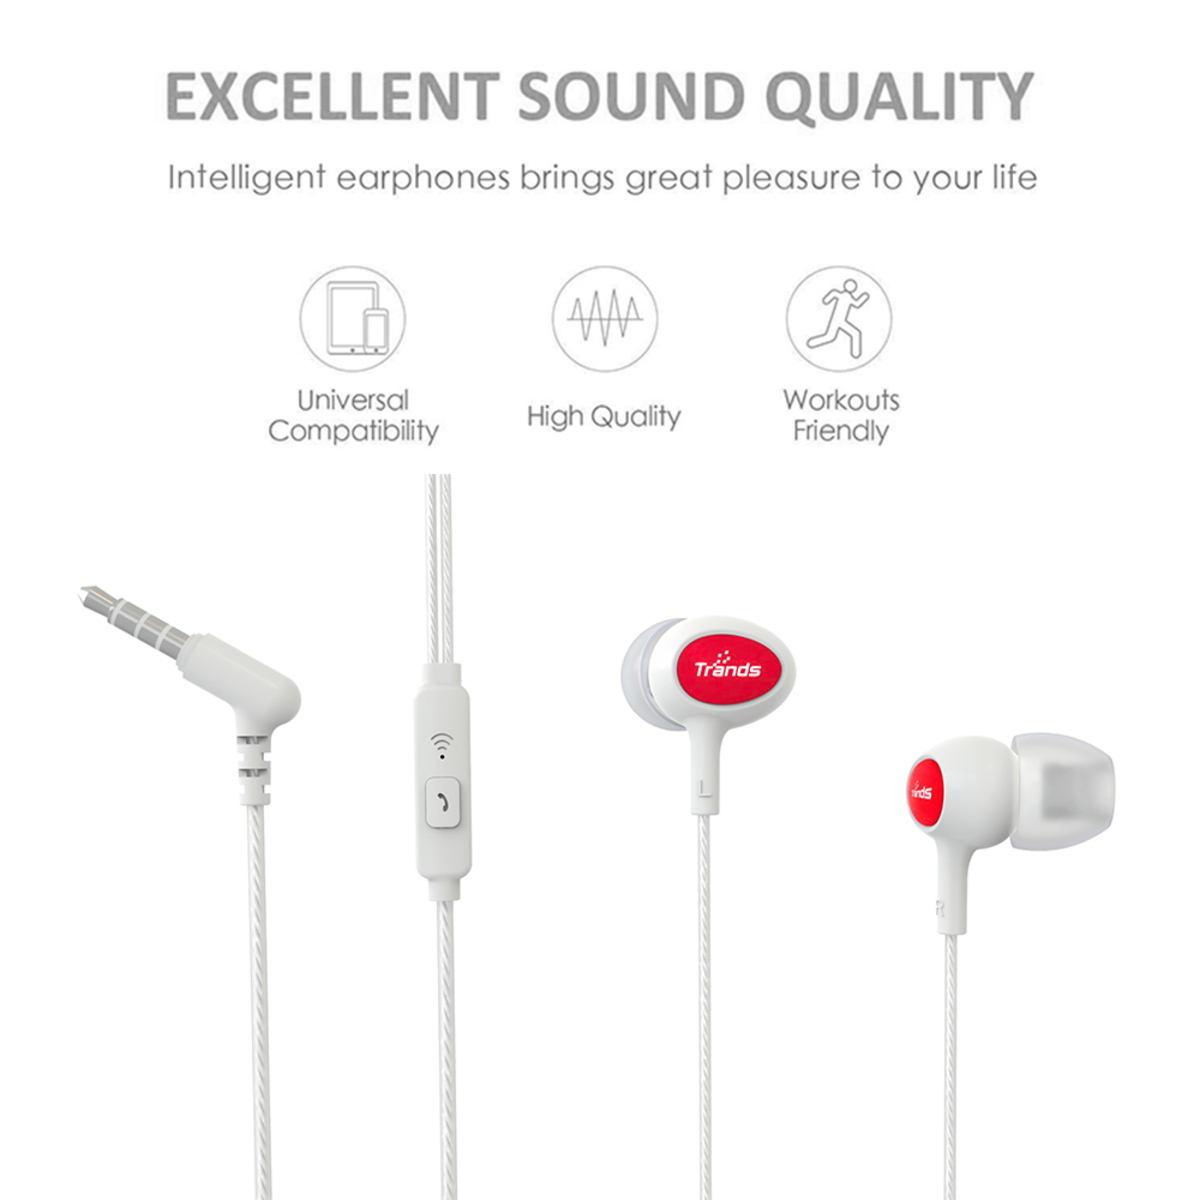 EXCELLENT SOUND QUALITY
Intelligent earphones brings great pleasure to your life
Universal
Compatibility
High Quality
Workouts
Friendly
Trands
L
Trands
R